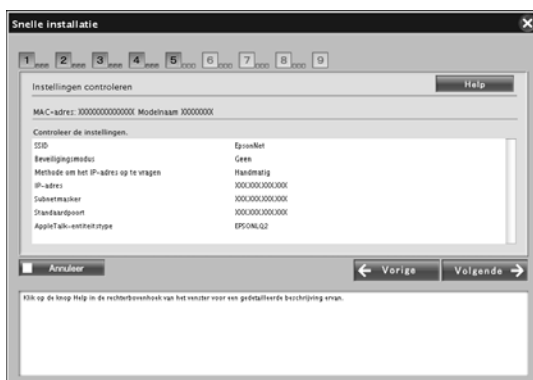 Snelle installatie
1 2 3 4 5 6 7 8 9
Instellingen controleren
Help
MAC-adres: XXXXXXXXXXXXXX Modelnaam XXXXXXXX
Controleer de instellingen.
SSID EpsonNet
Beveiligingsmodus Geen
Methode om het IP-adres op te vragen Handmatig
IP-adres XXX.XXX.XXX.XXX
Subnetmasker XXX.XXX.XXX.XXX
Standaardpoort XXX.XXX.XXX.XXX
AppleTalk-entiteitstype EPSONLQ2
Annuleer
Vorige
Volgende
Klik op de knop Help in de rechterbovenhoek van het venster voor een gedetailleerde beschrijving ervan.